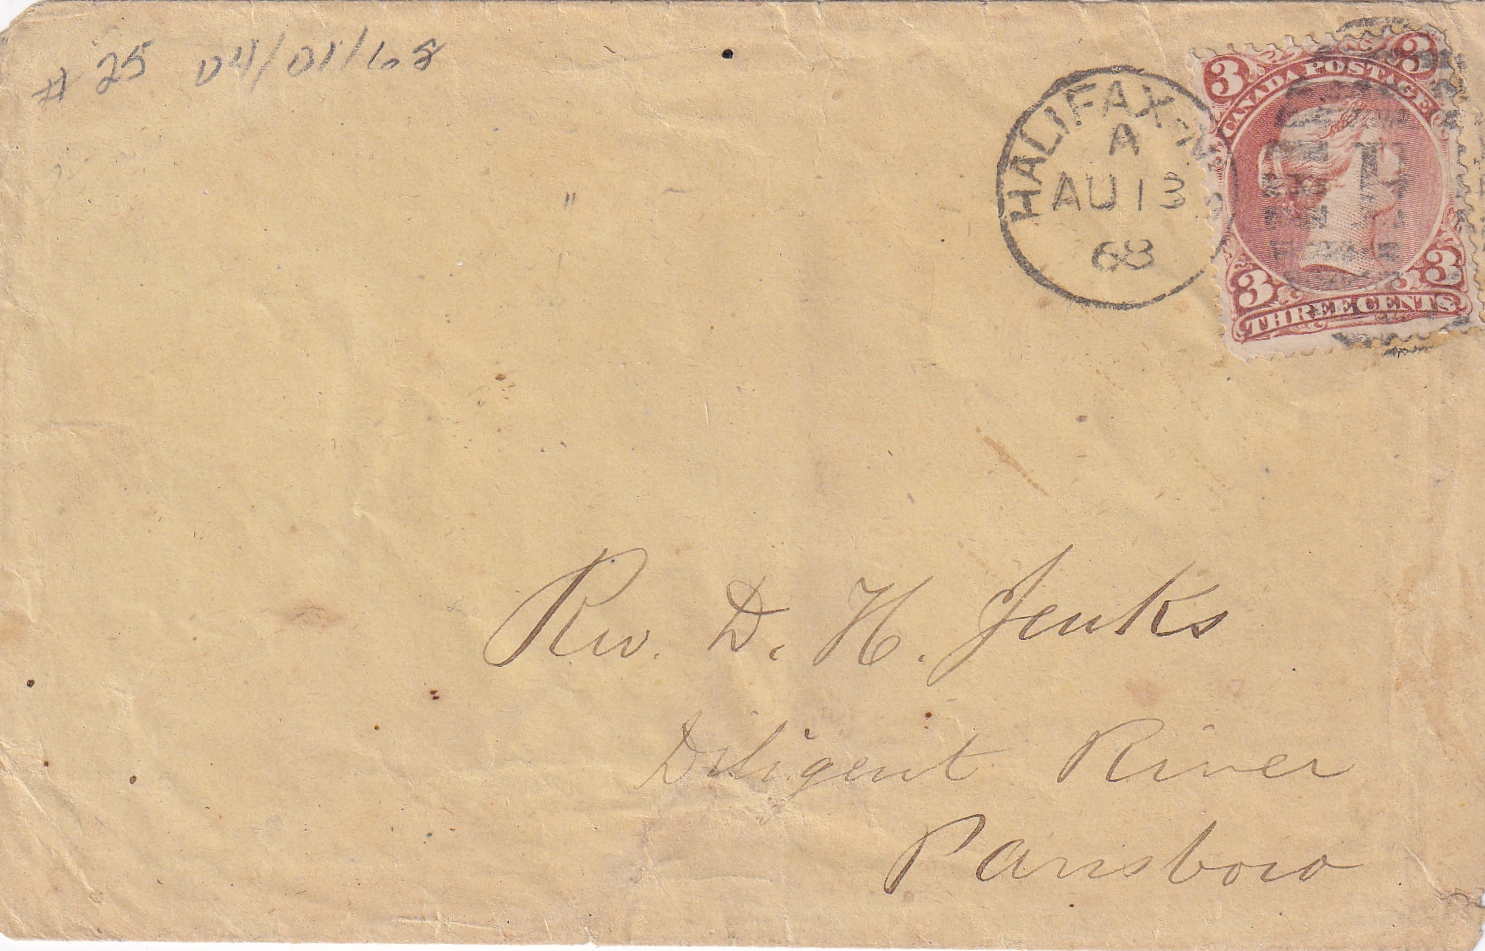 # 25 04/01/68
HALIFAX-N
A
AU 13
68
3 CANADA POSTAGE 3
3 3
THREE CENTS
Rev. D. H. Jenks
Diligent River
Parrsboro